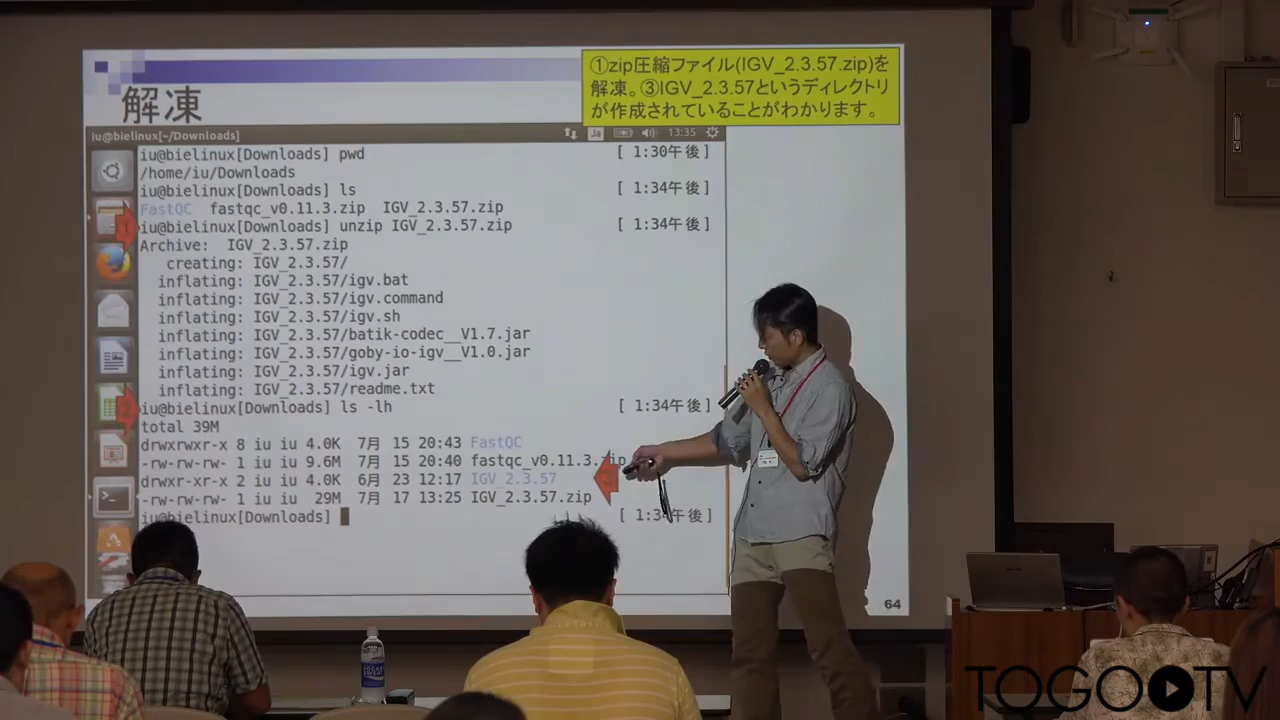 ①zip圧縮ファイル(IGV_2.3.57.zip)を
解凍。③IGV_2.3.57というディレクトリ
が作成されていることがわかります。
解凍
iu@bielinux[~/Downloads]
Ja
13:35
iu@bielinux[Downloads] pwd [ 1:30午後]
/home/iu/Downloads
iu@bielinux[Downloads] ls [ 1:34午後]
FastQC fastqc_v0.11.3.zip IGV_2.3.57.zip
iu@bielinux[Downloads] unzip IGV_2.3.57.zip [ 1:34午後]
Archive: IGV_2.3.57.zip
creating: IGV_2.3.57/
inflating: IGV_2.3.57/igv.bat
inflating: IGV_2.3.57/igv.command
inflating: IGV_2.3.57/igv.sh
inflating: IGV_2.3.57/batik-codec__V1.7.jar
inflating: IGV_2.3.57/goby-io-igv__V1.0.jar
inflating: IGV_2.3.57/igv.jar
inflating: IGV_2.3.57/readme.txt
iu@bielinux[Downloads] ls -lh [ 1:34午後]
total 39M
drwxrwxr-x 8 iu iu 4.0K 7月 15 20:43 FastQC
-rw-rw-rw- 1 iu iu 9.6M 7月 15 20:40 fastqc_v0.11.3.zip
drwxr-xr-x 2 iu iu 4.0K 6月 23 12:17 IGV_2.3.57
-rw-rw-rw- 1 iu iu 29M 7月 17 13:25 IGV_2.3.57.zip
iu@bielinux[Downloads] [ 1:34午後]
64
TOGOTV